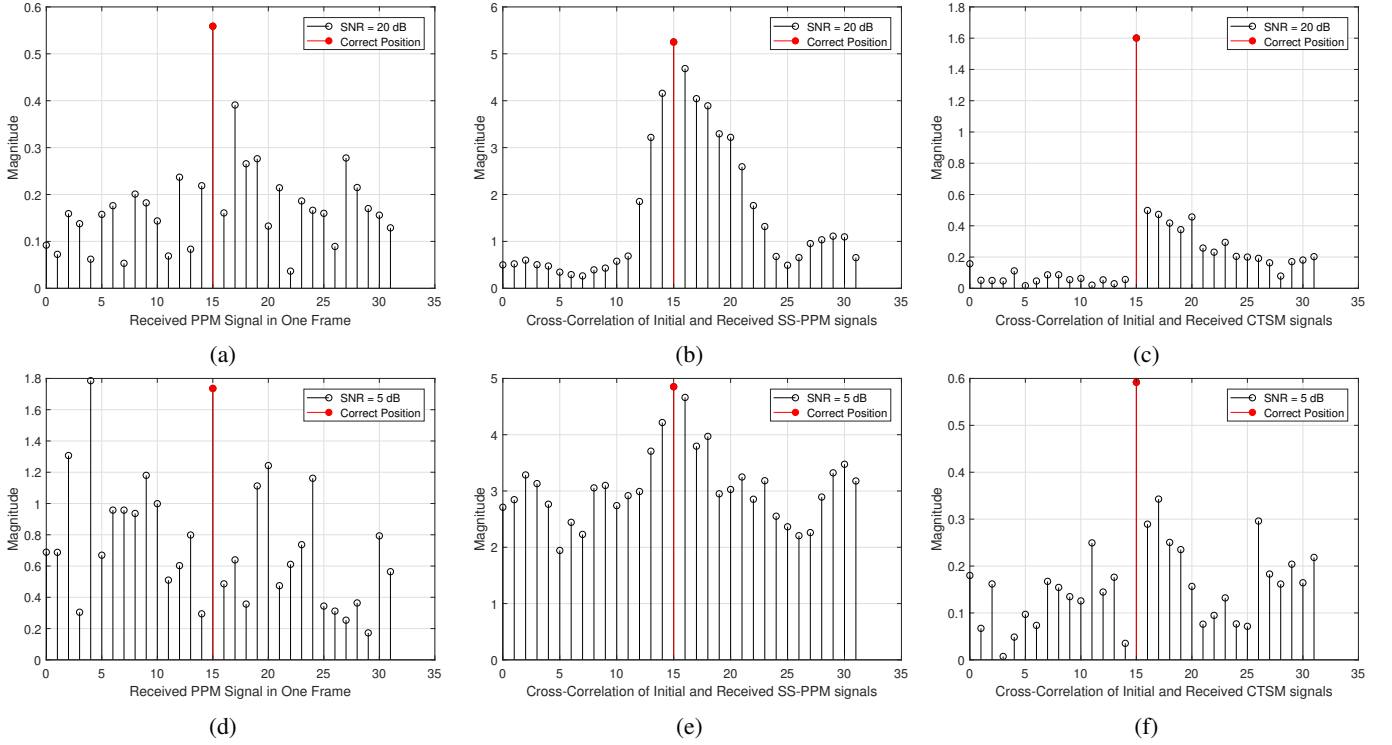 0.6
0.5
0.4
0.3
0.2
0.1
0
Magnitude
SNR = 20 dB
Correct Position
0 5 10 15 20 25 30 35
Received PPM Signal in One Frame
(a)
6
5
4
3
2
1
0
Magnitude
SNR = 20 dB
Correct Position
0 5 10 15 20 25 30 35
Cross-Correlation of Initial and Received SS-PPM signals
(b)
1.8
1.6
1.4
1.2
1
0.8
0.6
0.4
0.2
0
Magnitude
SNR = 20 dB
Correct Position
0 5 10 15 20 25 30 35
Cross-Correlation of Initial and Received CTSM signals
(c)
1.8
1.6
1.4
1.2
1
0.8
0.6
0.4
0.2
0
Magnitude
SNR = 5 dB
Correct Position
0 5 10 15 20 25 30 35
Received PPM Signal in One Frame
(d)
5
4
3
2
1
0
Magnitude
SNR = 5 dB
Correct Position
0 5 10 15 20 25 30 35
Cross-Correlation of Initial and Received SS-PPM signals
(e)
0.6
0.5
0.4
0.3
0.2
0.1
0
Magnitude
SNR = 5 dB
Correct Position
0 5 10 15 20 25 30 35
Cross-Correlation of Initial and Received CTSM signals
(f)